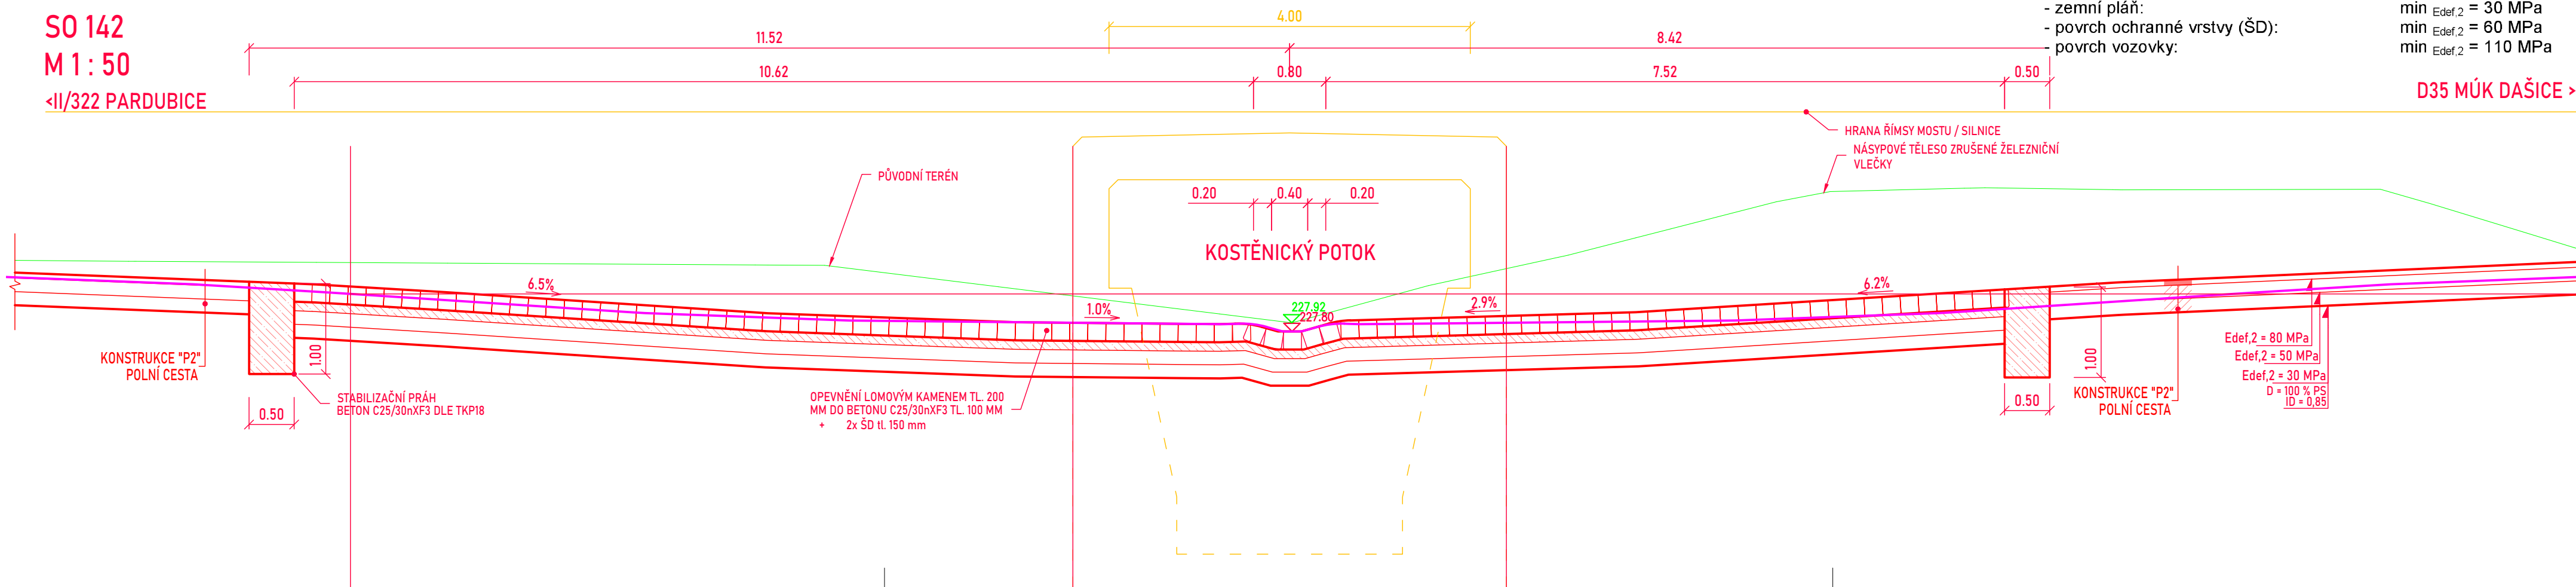 SO 142
M 1 : 50
<II/322 PARDUBICE
4.00
11.52
8.42
10.62
0.80
7.52
0.50
- zemní pláň: min Edef,2 = 30 MPa
- povrch ochranné vrstvy (ŠD): min Edef,2 = 60 MPa
- povrch vozovky: min Edef,2 = 110 MPa
D35 MÚK DAŠICE >
HRANA ŘÍMSY MOSTU / SILNICE
NÁSYPOVÉ TĚLESO ZRUŠENÉ ŽELEZNIČNÍ
VLEČKY
PŮVODNÍ TERÉN
0.20
0.40
0.20
KOSTĚNICKÝ POTOK
6.5%
1.0%
227.92
227.80
2.9%
6.2%
KONSTRUKCE "P2"
POLNÍ CESTA
1.00
0.50
STABILIZAČNÍ PRÁH
BETON C25/30nXF3 DLE TKP18
OPEVNĚNÍ LOMOVÝM KAMENEM TL. 200
MM DO BETONU C25/30nXF3 TL. 100 MM
+ 2x ŠD tl. 150 mm
1.00
0.50
KONSTRUKCE "P2"
POLNÍ CESTA
Edef,2 = 80 MPa
Edef,2 = 50 MPa
Edef,2 = 30 MPa
D = 100 % PS
ID = 0,85